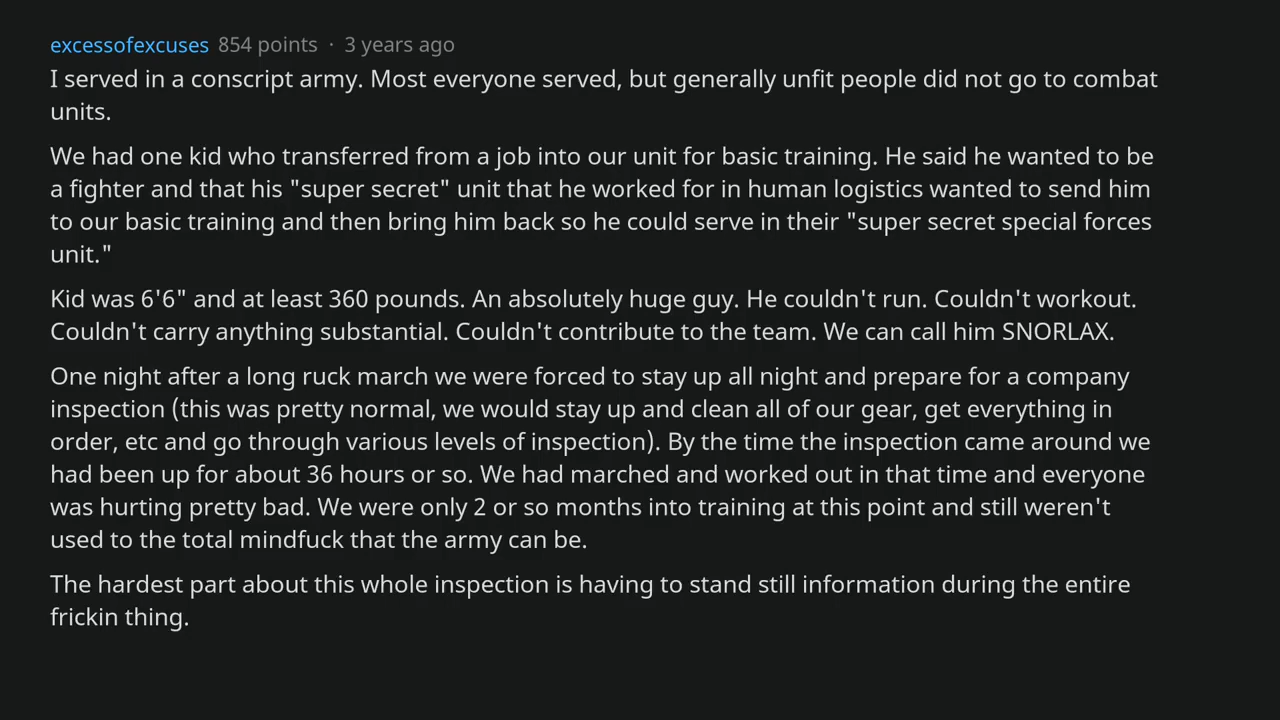 excessofexcuses 854 points · 3 years ago
I served in a conscript army. Most everyone served, but generally unfit people did not go to combat
units.
We had one kid who transferred from a job into our unit for basic training. He said he wanted to be
a fighter and that his "super secret" unit that he worked for in human logistics wanted to send him
to our basic training and then bring him back so he could serve in their "super secret special forces
unit."
Kid was 6'6" and at least 360 pounds. An absolutely huge guy. He couldn't run. Couldn't workout.
Couldn't carry anything substantial. Couldn't contribute to the team. We can call him SNORLAX.
One night after a long ruck march we were forced to stay up all night and prepare for a company
inspection (this was pretty normal, we would stay up and clean all of our gear, get everything in
order, etc and go through various levels of inspection). By the time the inspection came around we
had been up for about 36 hours or so. We had marched and worked out in that time and everyone
was hurting pretty bad. We were only 2 or so months into training at this point and still weren't
used to the total mindfuck that the army can be.
The hardest part about this whole inspection is having to stand still information during the entire
frickin thing.